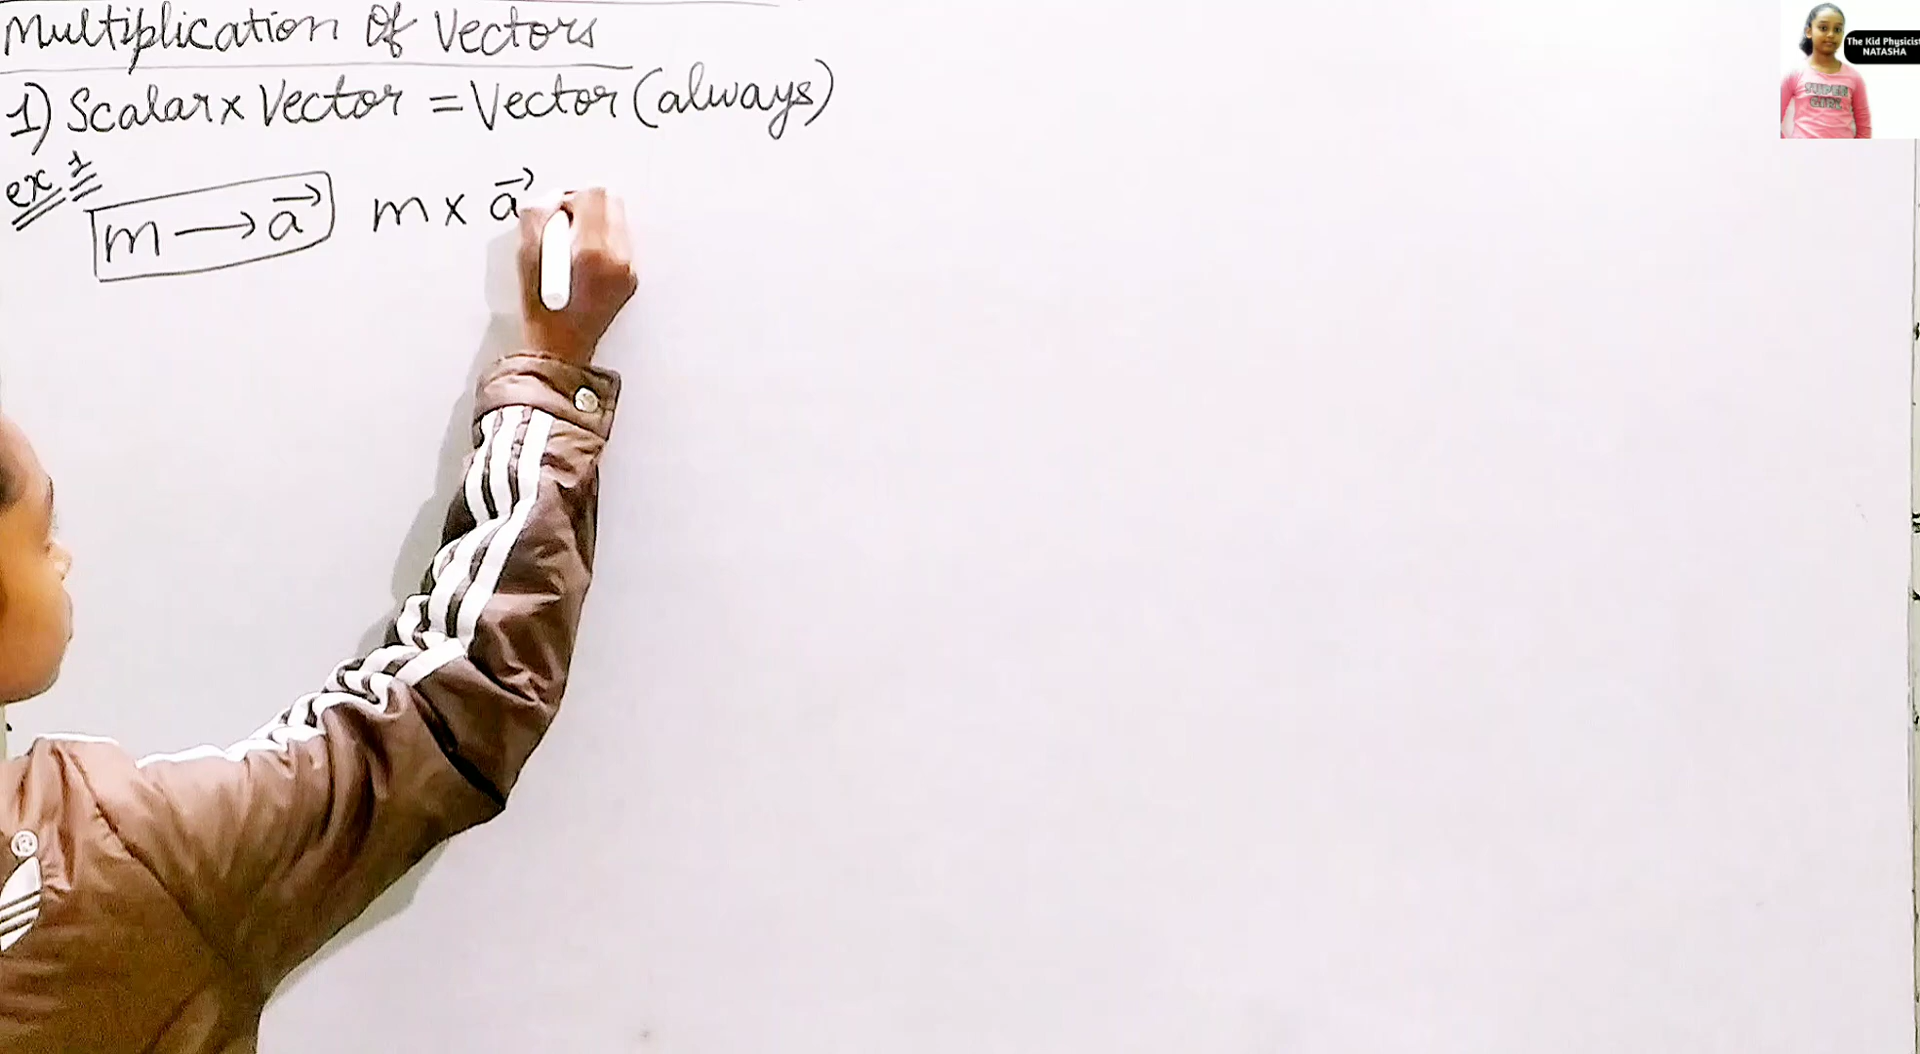 Multiplication Of Vectors
1) Scalar x Vector = Vector (always)
ex 1
m → a⃗ m x a⃗
The Kid Physicist
NATASHA